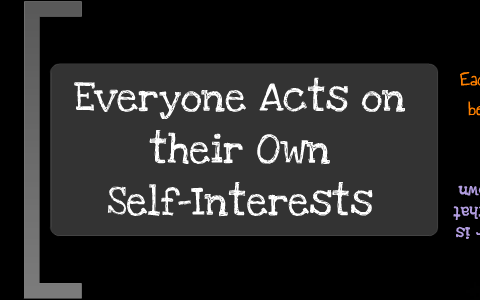 Everyone Acts on
their Own
Self-Interests